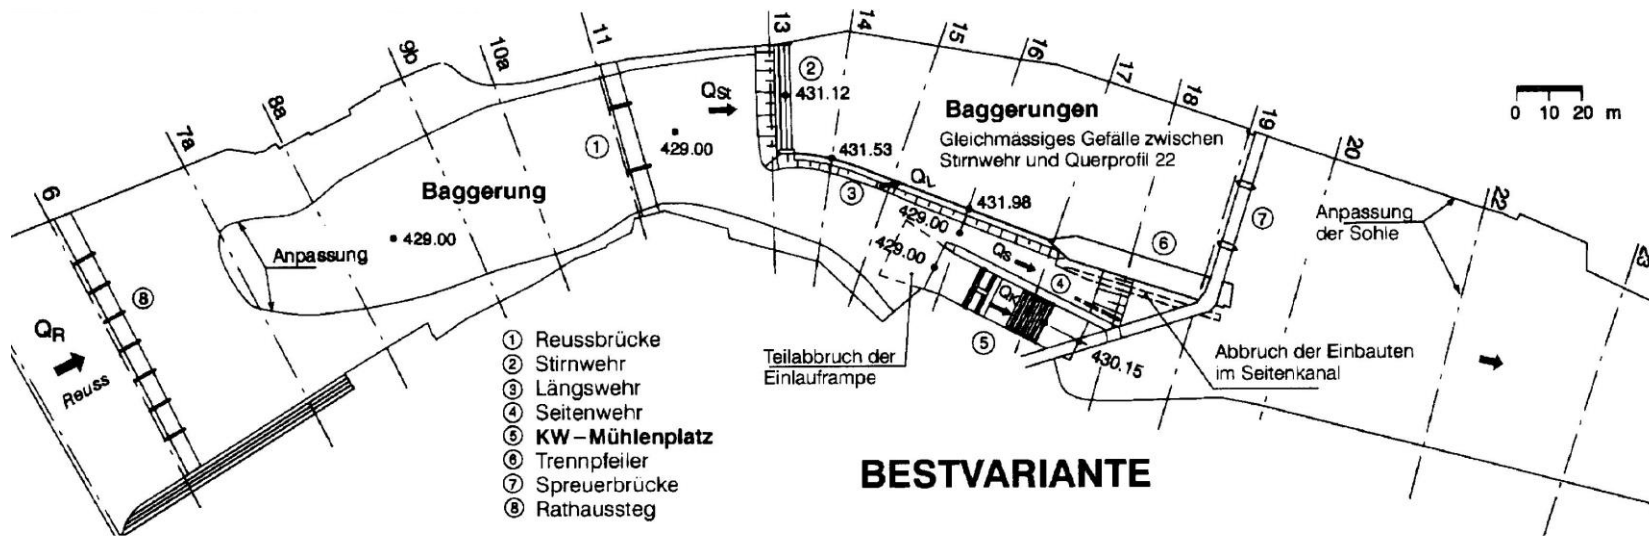 6
7a
8a
9b
10a
11
13
14
15
16
17
18
19
20
22
23
Q_St
②
431.12
Baggerungen
Gleichmässiges Gefälle zwischen
Stirnwehr und Querprofil 22
0 10 20 m
①
429.00
431.53
Q_L
③
431.98
429.00
Baggerung
429.00
Anpassung
⑧
Q_R
Reuss
429.00
Q_S
④
⑥
⑦
Anpassung
der Sohle
Q_K
⑤
430.15
Teilabbruch der
Einlauframpe
Abbruch der Einbauten
im Seitenkanal
① Reussbrücke
② Stirnwehr
③ Längswehr
④ Seitenwehr
⑤ KW–Mühlenplatz
⑥ Trennpfeiler
⑦ Spreuerbrücke
⑧ Rathaussteg
BESTVARIANTE